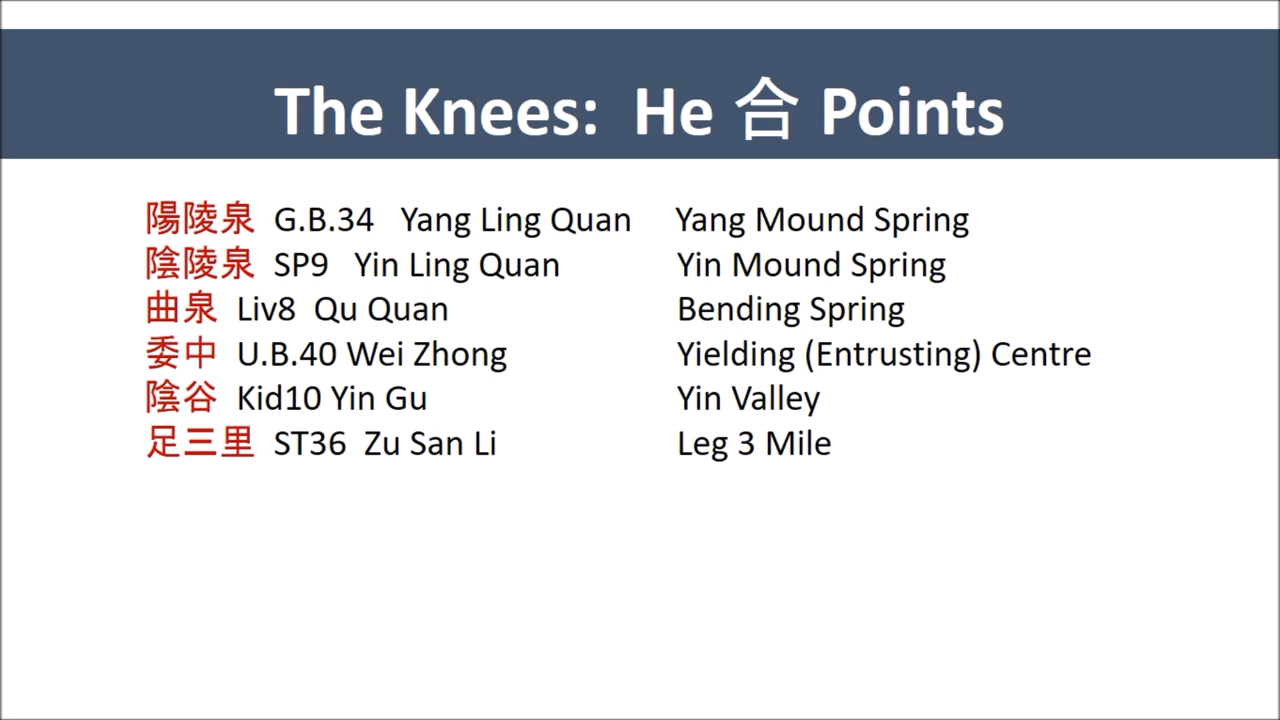 The Knees: He 合 Points
陽陵泉 G.B.34 Yang Ling Quan Yang Mound Spring
陰陵泉 SP9 Yin Ling Quan Yin Mound Spring
曲泉 Liv8 Qu Quan Bending Spring
委中 U.B.40 Wei Zhong Yielding (Entrusting) Centre
陰谷 Kid10 Yin Gu Yin Valley
足三里 ST36 Zu San Li Leg 3 Mile